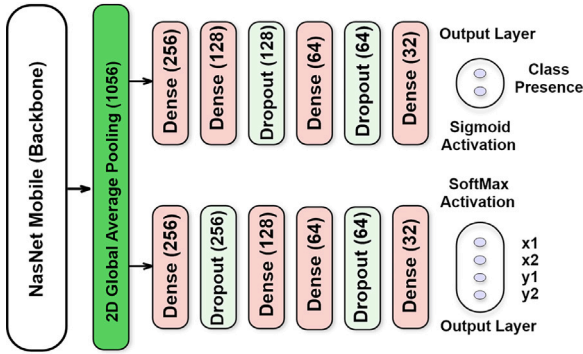 NasNet Mobile (Backbone)
2D Global Average Pooling (1056)
Dense (256)
Dense (128)
Dropout (128)
Dense (64)
Dropout (64)
Dense (32)
Output Layer
Class
Presence
Sigmoid
Activation
Dense (256)
Dropout (256)
Dense (128)
Dense (64)
Dropout (64)
Dense (32)
SoftMax
Activation
x1
x2
y1
y2
Output Layer